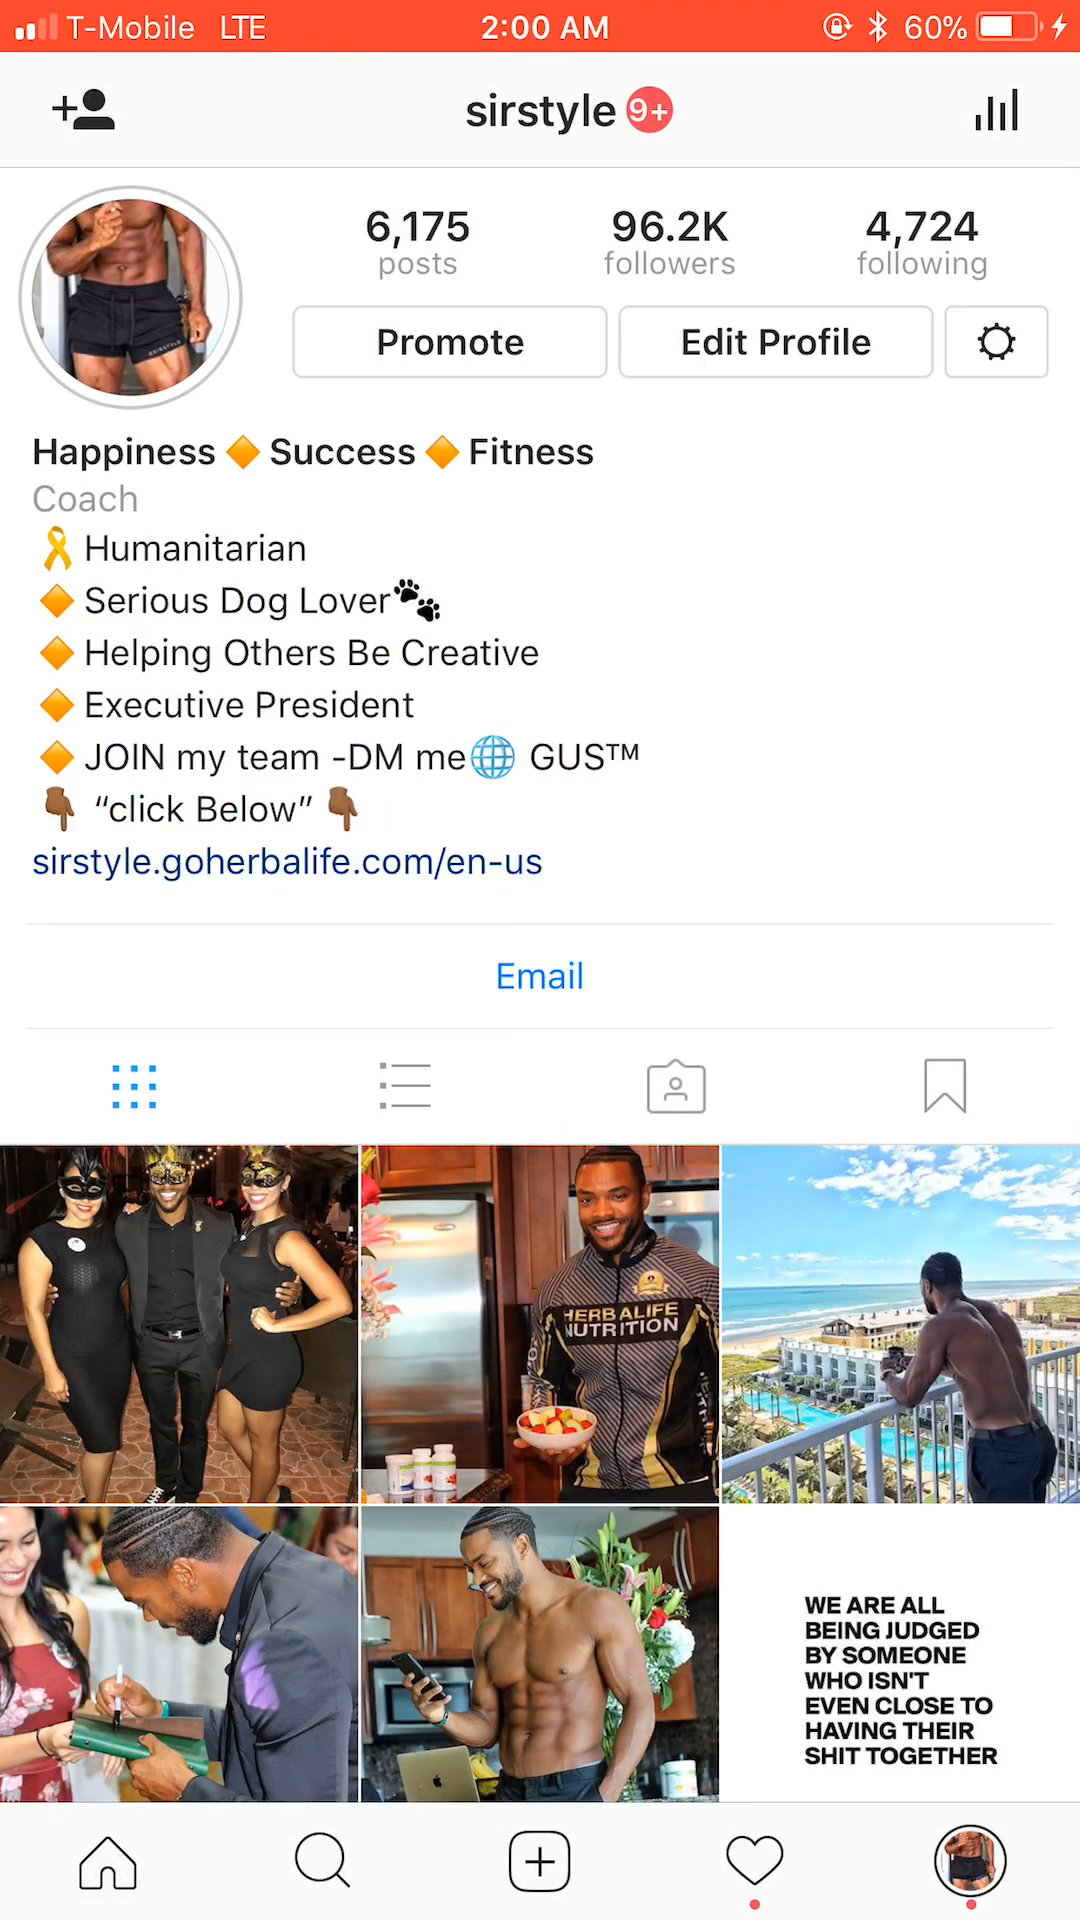 T-Mobile LTE 2:00 AM 60%
sirstyle 9+
6,175 96.2K 4,724
posts followers following
Promote Edit Profile
Happiness 🔶 Success 🔶 Fitness
Coach
🎗 Humanitarian
🔶 Serious Dog Lover🐾
🔶 Helping Others Be Creative
🔶 Executive President
🔶 JOIN my team -DM me🌐 GUS™
👇🏾 “click Below” 👇🏾
sirstyle.goherbalife.com/en-us
Email
HERBALIFE
NUTRITION
WE ARE ALL
BEING JUDGED
BY SOMEONE
WHO ISN'T
EVEN CLOSE TO
HAVING THEIR
SHIT TOGETHER